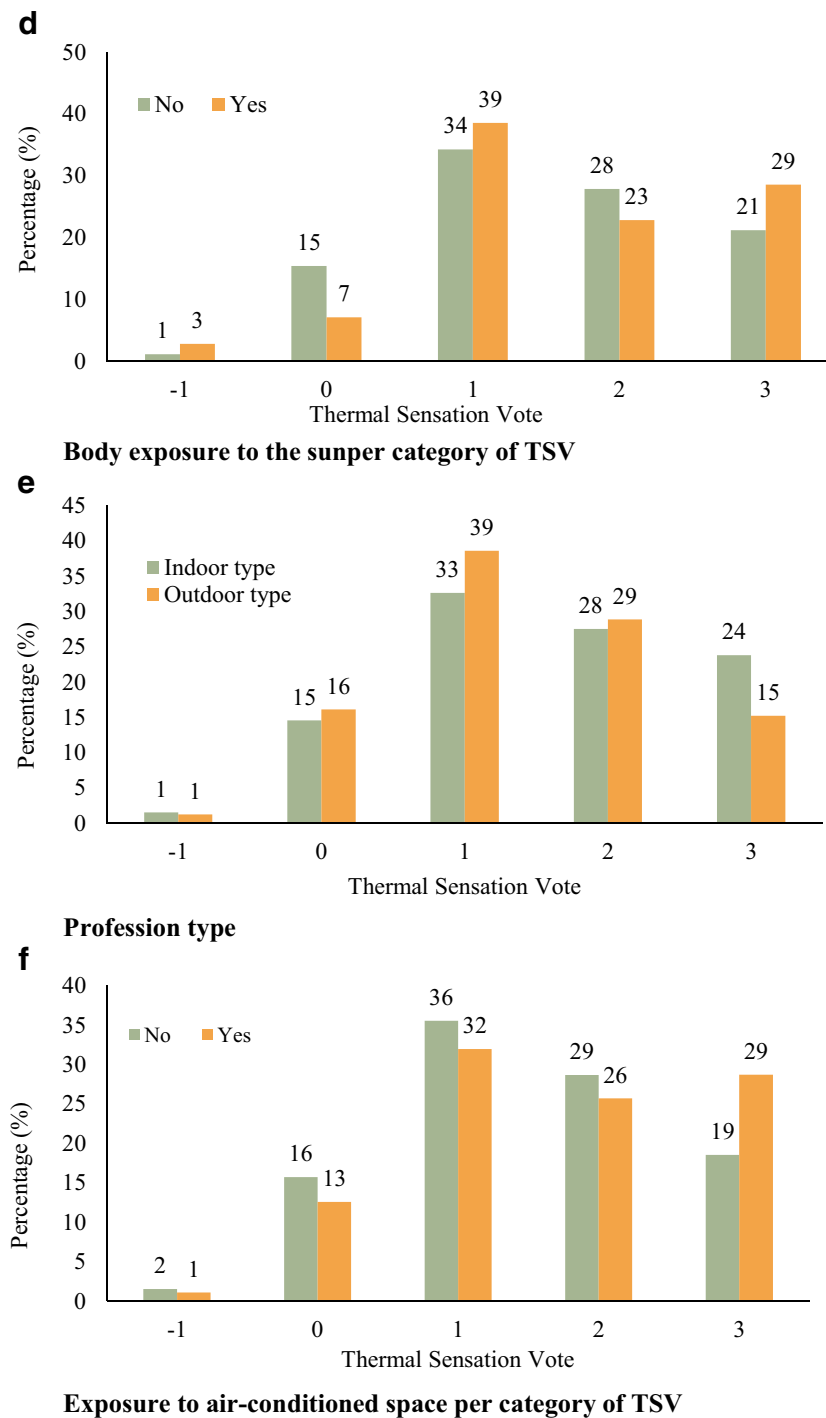 d
50
40
30
20
10
0
Percentage (%)
No Yes
1 3
15 7
34 39
28 23
21 29
-1 0 1 2 3
Thermal Sensation Vote
Body exposure to the sunper category of TSV
e
45
40
35
30
25
20
15
10
5
0
Percentage (%)
Indoor type
Outdoor type
1 1
15 16
33 39
28 29
24 15
-1 0 1 2 3
Thermal Sensation Vote
Profession type
f
40
35
30
25
20
15
10
5
0
Percentage (%)
No Yes
2 1
16 13
36 32
29 26
19 29
-1 0 1 2 3
Thermal Sensation Vote
Exposure to air-conditioned space per category of TSV